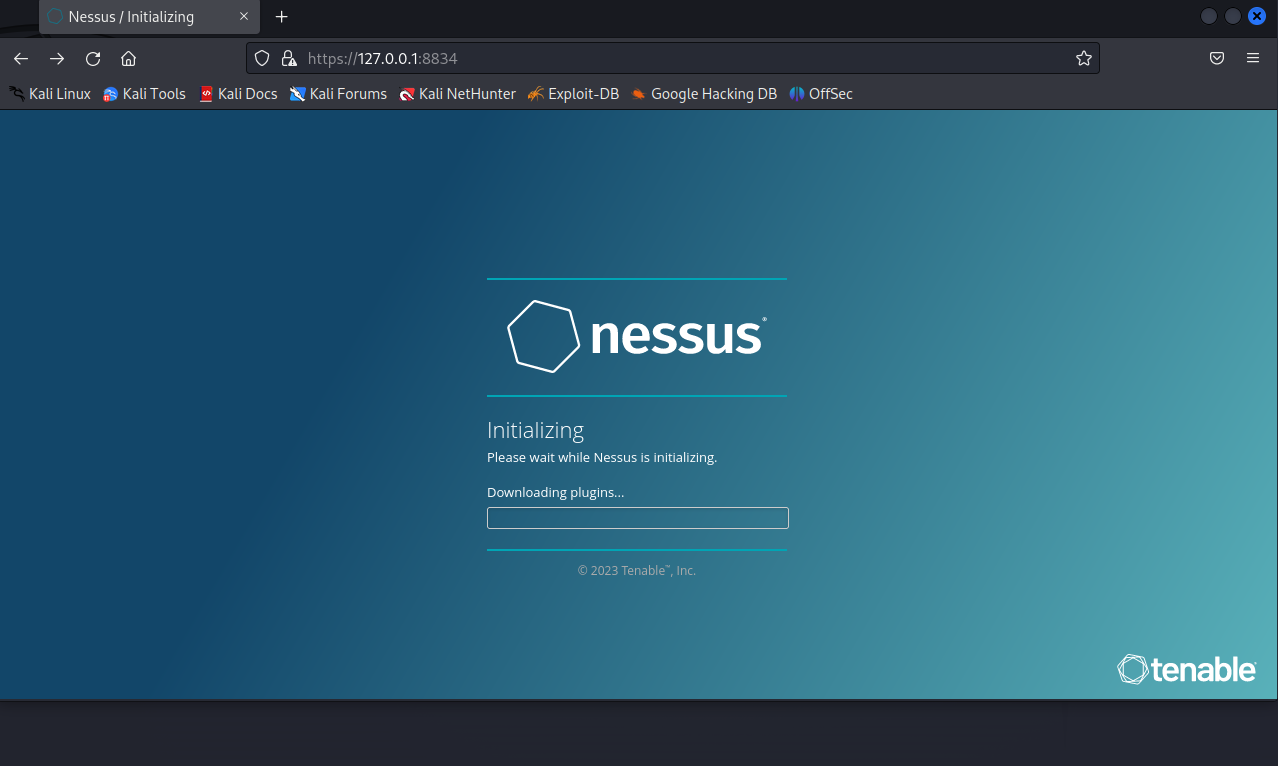 Nessus / Initializing
https://127.0.0.1:8834
Kali Linux Kali Tools Kali Docs Kali Forums Kali NetHunter Exploit-DB Google Hacking DB OffSec
nessus®
Initializing
Please wait while Nessus is initializing.
Downloading plugins...
© 2023 Tenable™, Inc.
tenable®